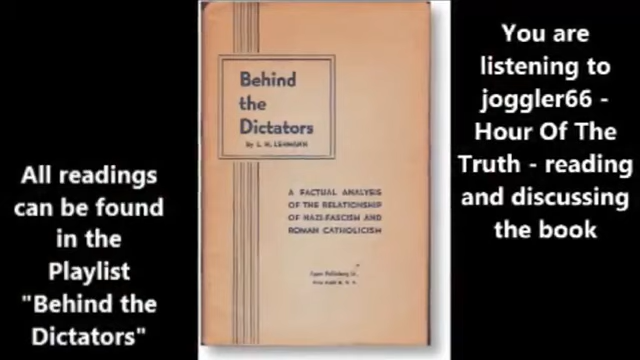 All readings
can be found
in the
Playlist
"Behind the
Dictators"
Behind
the
Dictators
by L. H. LEHMANN
A FACTUAL ANALYSIS
OF THE RELATIONSHIP
OF NAZI-FASCISM AND
ROMAN CATHOLICISM
You are
listening to
joggler66 -
Hour Of The
Truth - reading
and discussing
the book